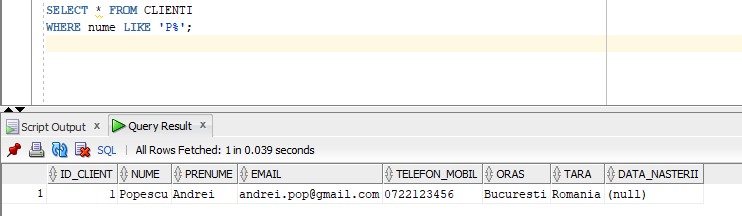 SELECT * FROM CLIENTI
WHERE nume LIKE 'P%';
Script Output x Query Result x
SQL | All Rows Fetched: 1 in 0.039 seconds
ID_CLIENT NUME PRENUME EMAIL TELEFON_MOBIL ORAS TARA DATA_NASTERII
1 1 Popescu Andrei andrei.pop@gmail.com 0722123456 Bucuresti Romania (null)